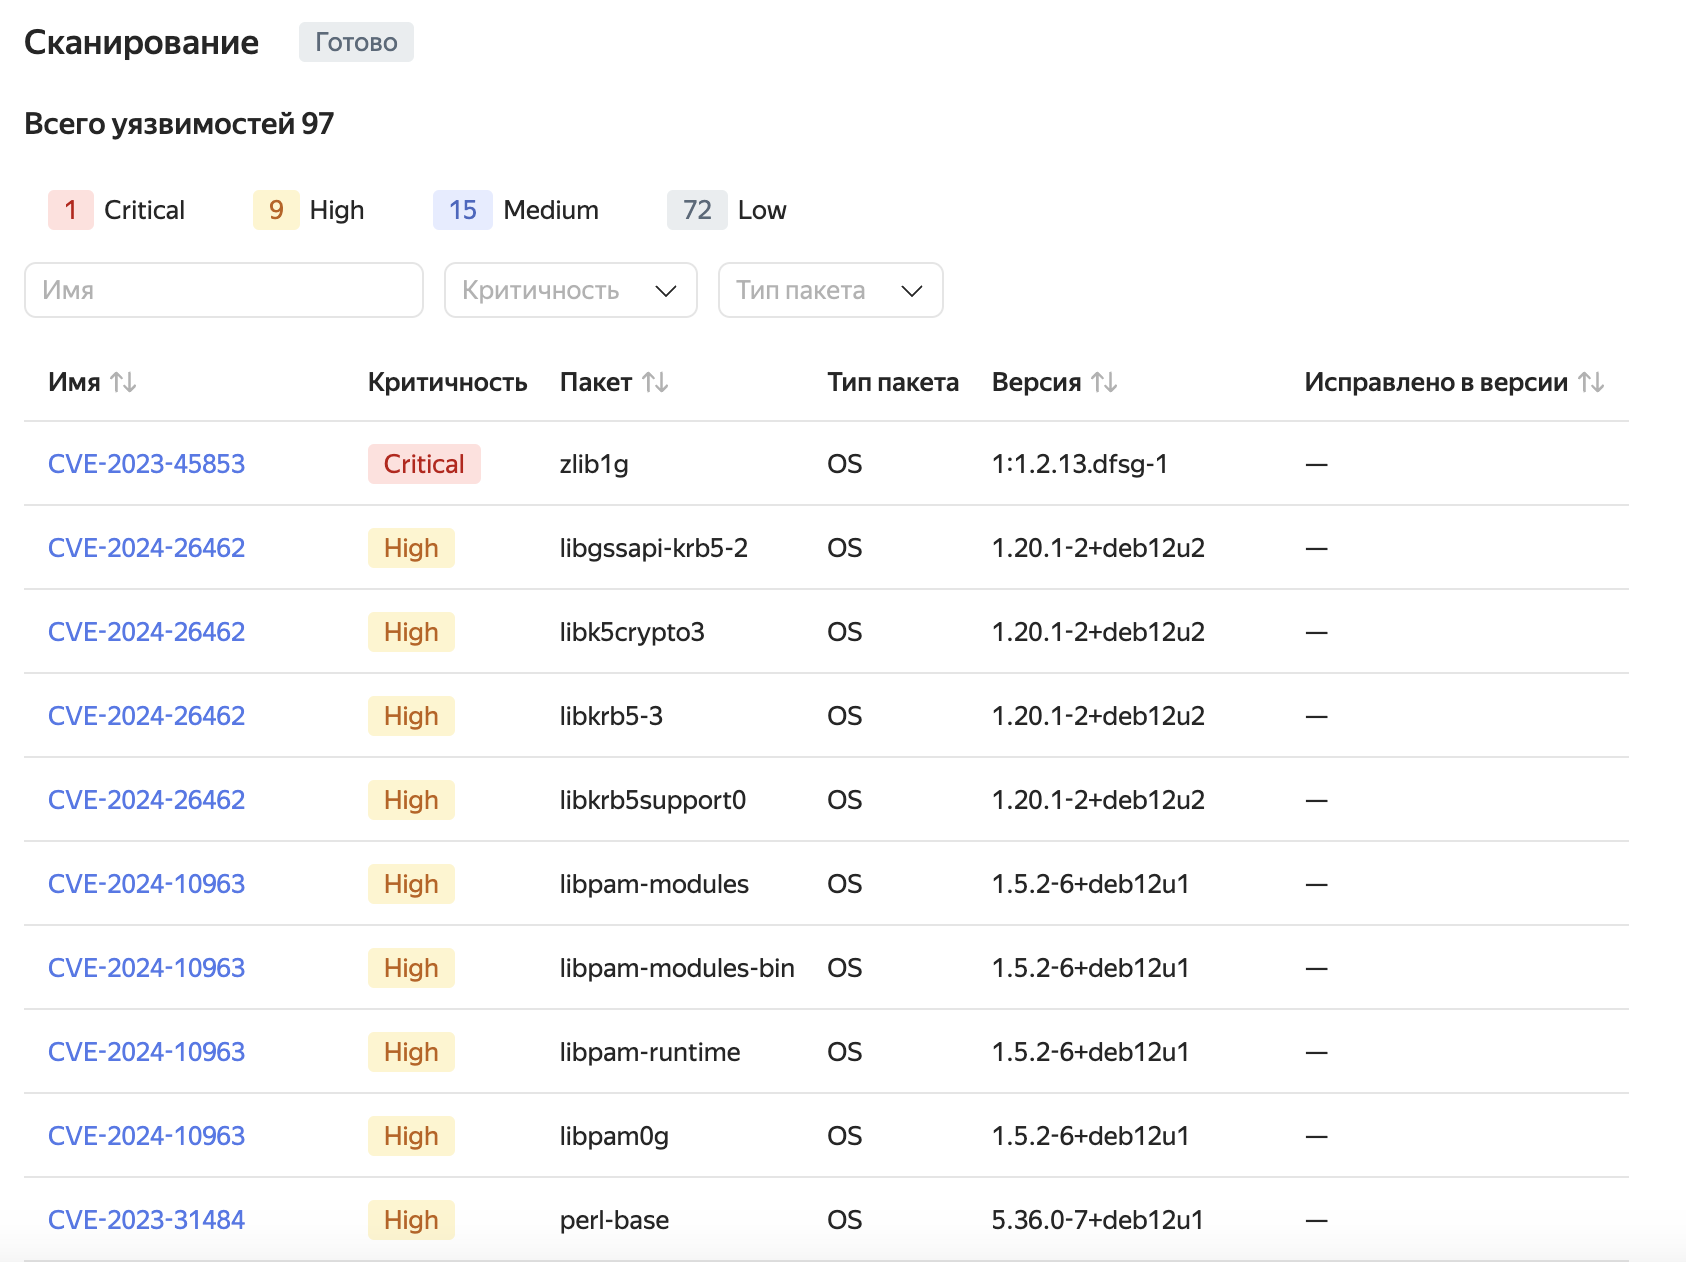 Сканирование Готово
Всего уязвимостей 97
1 Critical 9 High 15 Medium 72 Low
Имя Критичность Тип пакета
Имя Критичность Пакет Тип пакета Версия Исправлено в версии
CVE-2023-45853 Critical zlib1g OS 1:1.2.13.dfsg-1 —
CVE-2024-26462 High libgssapi-krb5-2 OS 1.20.1-2+deb12u2 —
CVE-2024-26462 High libk5crypto3 OS 1.20.1-2+deb12u2 —
CVE-2024-26462 High libkrb5-3 OS 1.20.1-2+deb12u2 —
CVE-2024-26462 High libkrb5support0 OS 1.20.1-2+deb12u2 —
CVE-2024-10963 High libpam-modules OS 1.5.2-6+deb12u1 —
CVE-2024-10963 High libpam-modules-bin OS 1.5.2-6+deb12u1 —
CVE-2024-10963 High libpam-runtime OS 1.5.2-6+deb12u1 —
CVE-2024-10963 High libpam0g OS 1.5.2-6+deb12u1 —
CVE-2023-31484 High perl-base OS 5.36.0-7+deb12u1 —